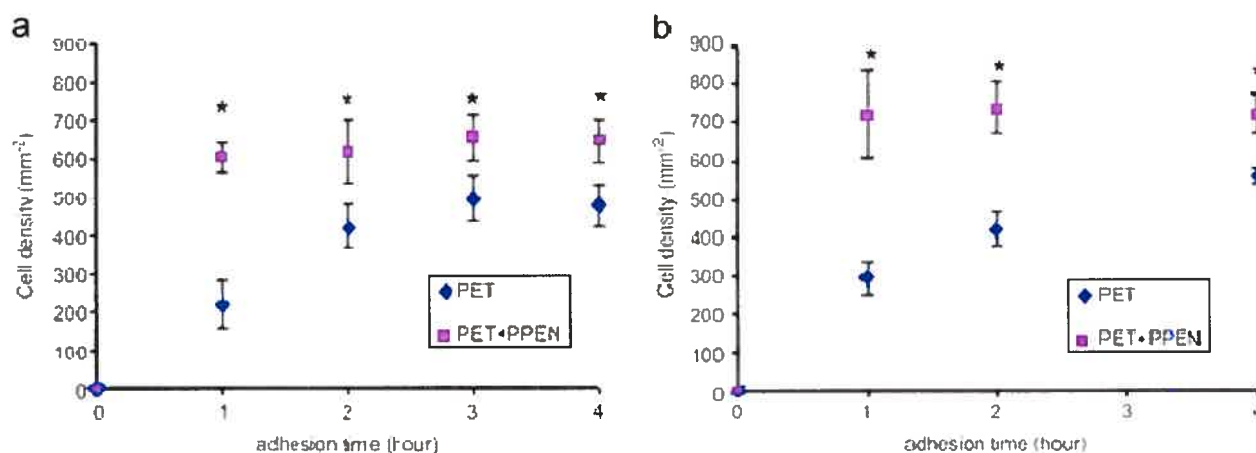 a
900
800
700
600
500
400
300
200
100
0
Cell density (mm⁻²)
* * * *
PET
PET+PPEN
0 1 2 3 4
adhesion time (hour)
b
900
800
700
600
500
400
300
200
100
0
Cell density (mm⁻²)
* * *
PET
PET+PPEN
0 1 2 3
adhesion time (hour)